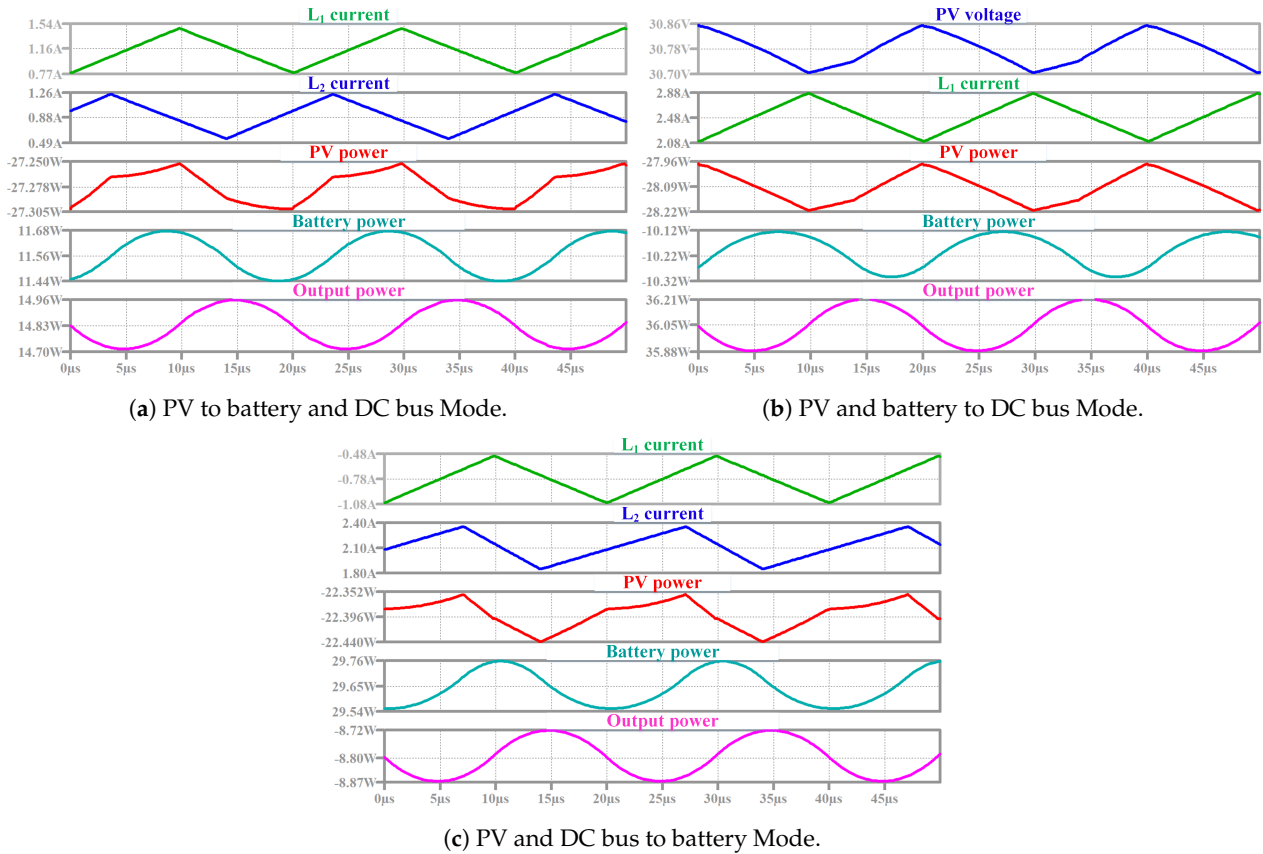 L₁ current
1.54A
1.16A
0.77A
L₂ current
1.26A
0.88A
0.49A
PV power
-27.250W
-27.278W
-27.305W
Battery power
11.68W
11.56W
11.44W
Output power
14.96W
14.83W
14.70W
0µs 5µs 10µs 15µs 20µs 25µs 30µs 35µs 40µs 45µs
(a) PV to battery and DC bus Mode.
PV voltage
30.86V
30.78V
30.70V
L₁ current
2.88A
2.48A
2.08A
PV power
-27.96W
-28.09W
-28.22W
Battery power
-10.12W
-10.22W
-10.32W
Output power
36.21W
36.05W
35.88W
0µs 5µs 10µs 15µs 20µs 25µs 30µs 35µs 40µs 45µs
(b) PV and battery to DC bus Mode.
L₁ current
-0.48A
-0.78A
-1.08A
L₂ current
2.40A
2.10A
1.80A
PV power
-22.352W
-22.396W
-22.440W
Battery power
29.76W
29.65W
29.54W
Output power
-8.72W
-8.80W
-8.87W
0µs 5µs 10µs 15µs 20µs 25µs 30µs 35µs 40µs 45µs
(c) PV and DC bus to battery Mode.